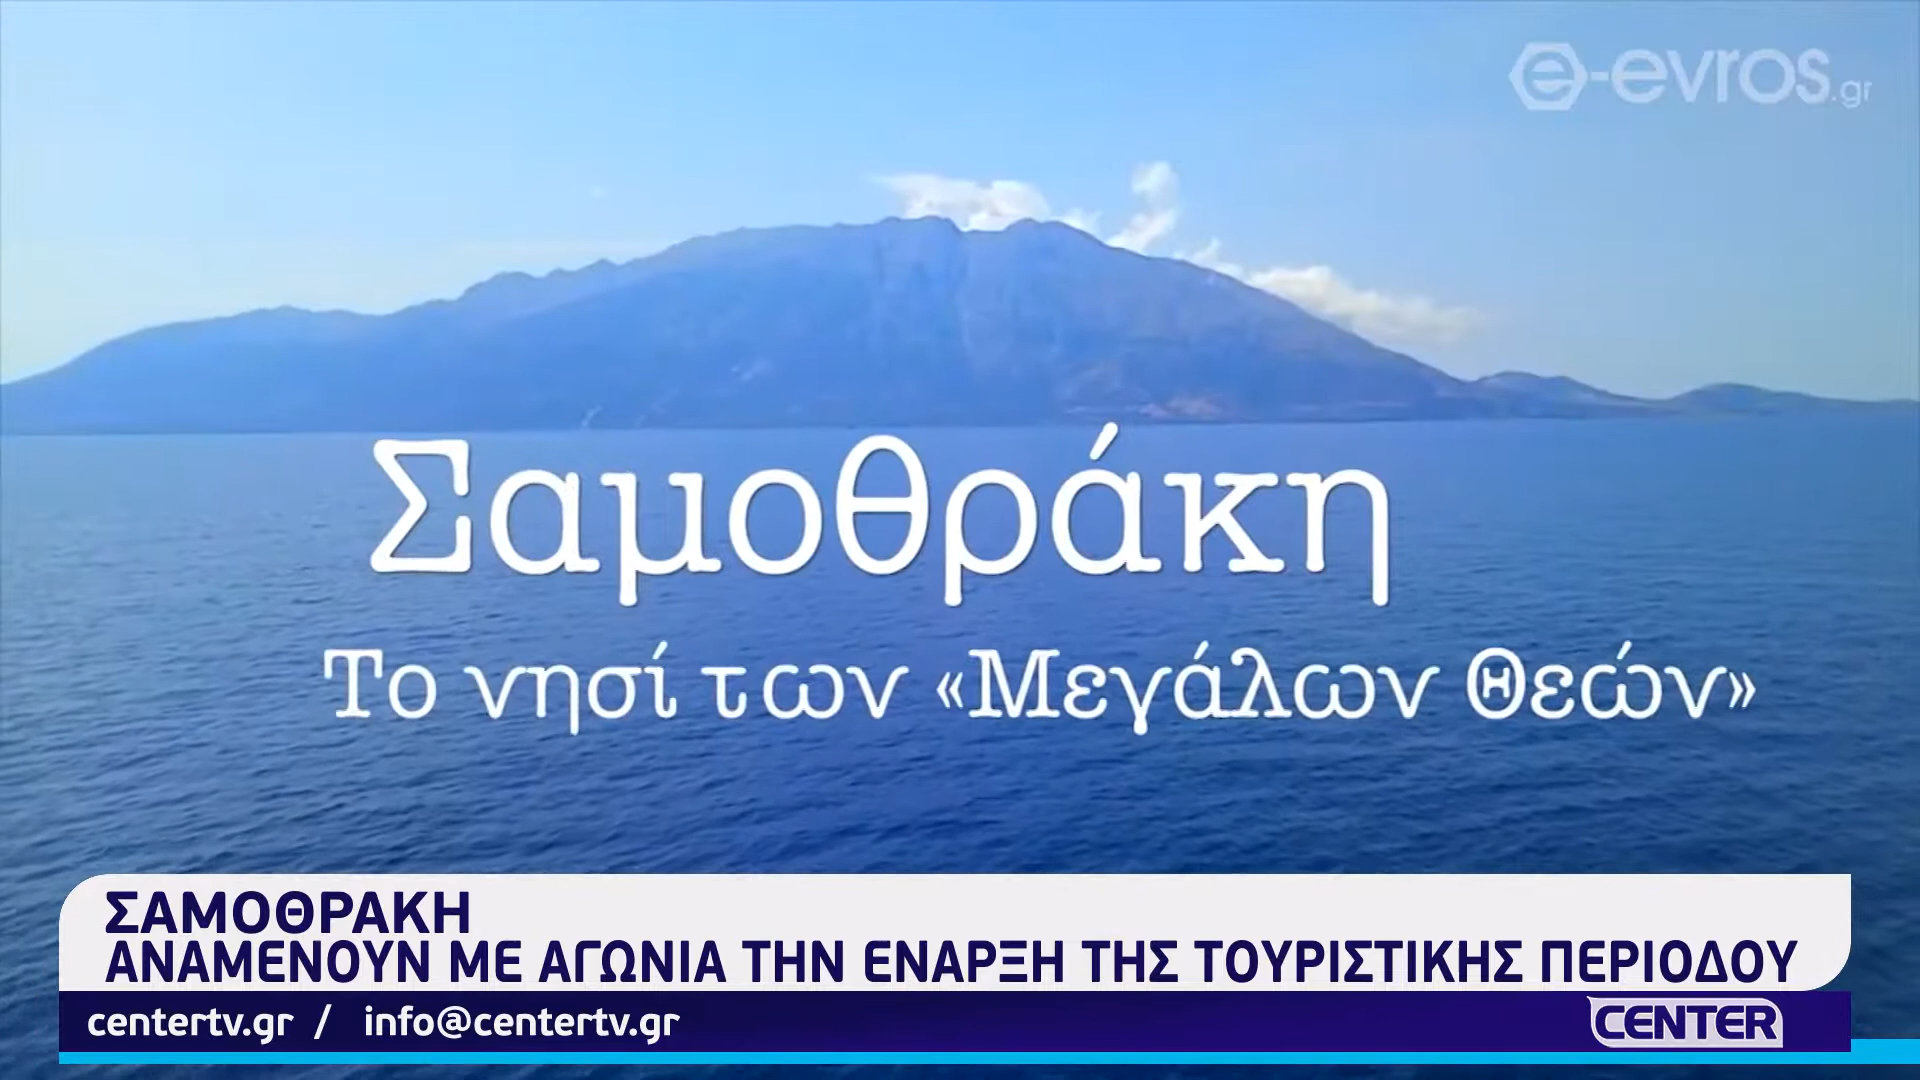 e-evros.gr
Σαμοθράκη
Το νησί των «Μεγάλων Θεών»
ΣΑΜΟΘΡΑΚΗ
ΑΝΑΜΕΝΟΥΝ ΜΕ ΑΓΩΝΙΑ ΤΗΝ ΕΝΑΡΞΗ ΤΗΣ ΤΟΥΡΙΣΤΙΚΗΣ ΠΕΡΙΟΔΟΥ
centertv.gr / info@centertv.gr
CENTER